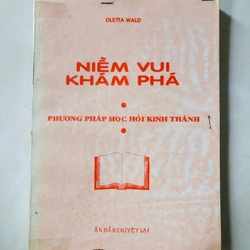 OLETTA WALD
NIỀM VUI
KHÁM PHÁ
PHƯƠNG PHÁP HỌC HỎI KINH THÁNH
ẤN BẢN DUYỆT LẠI